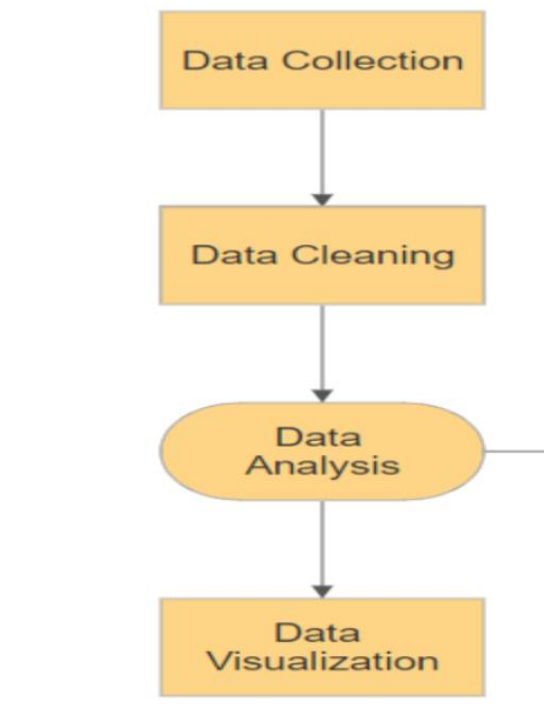 Data Collection
Data Cleaning
Data
Analysis
Data
Visualization